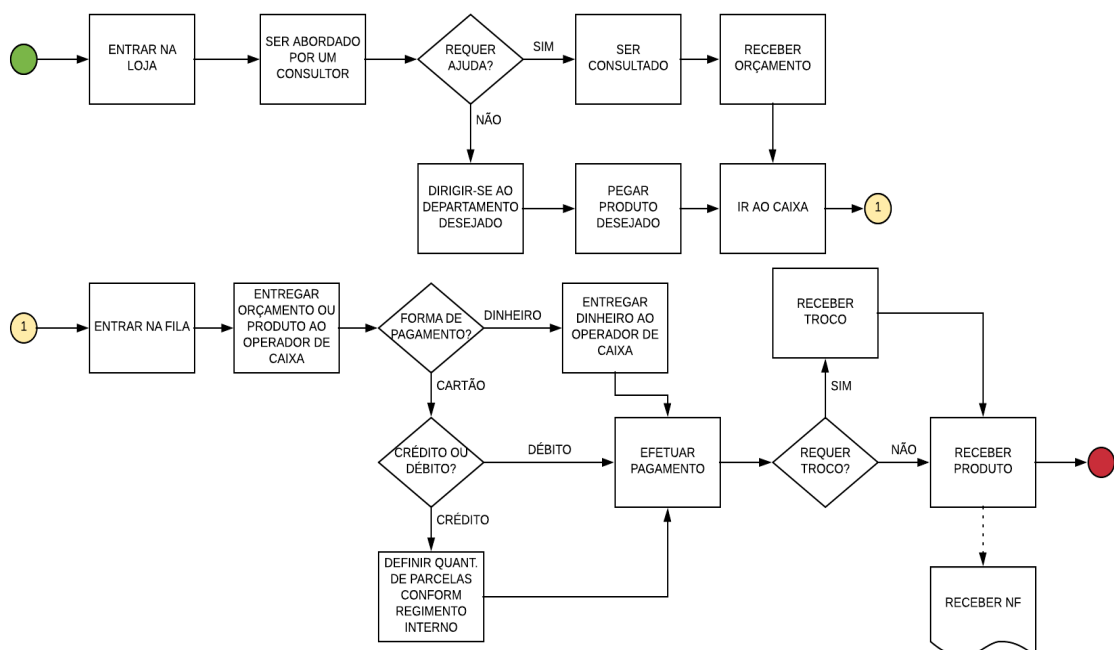 ENTRAR NA
LOJA
SER ABORDADO
POR UM
CONSULTOR
REQUER
AJUDA?
SIM
SER
CONSULTADO
RECEBER
ORÇAMENTO
NÃO
DIRIGIR-SE AO
DEPARTAMENTO
DESEJADO
PEGAR
PRODUTO
DESEJADO
IR AO CAIXA
1
1
ENTRAR NA FILA
ENTREGAR
ORÇAMENTO OU
PRODUTO AO
OPERADOR DE
CAIXA
FORMA DE
PAGAMENTO?
DINHEIRO
ENTREGAR
DINHEIRO AO
OPERADOR DE
CAIXA
RECEBER
TROCO
CARTÃO
SIM
CRÉDITO OU
DÉBITO?
DÉBITO
EFETUAR
PAGAMENTO
REQUER
TROCO?
NÃO
RECEBER
PRODUTO
CRÉDITO
DEFINIR QUANT.
DE PARCELAS
CONFORM
REGIMENTO
INTERNO
RECEBER NF